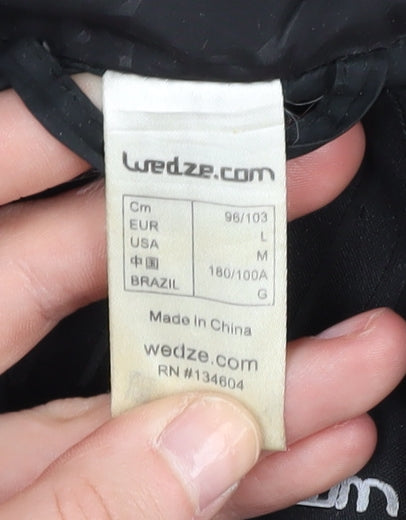 wedze.com
Cm 96/103
EUR L
USA M
中国 180/100A
BRAZIL G
Made in China
wedze.com
RN #134604